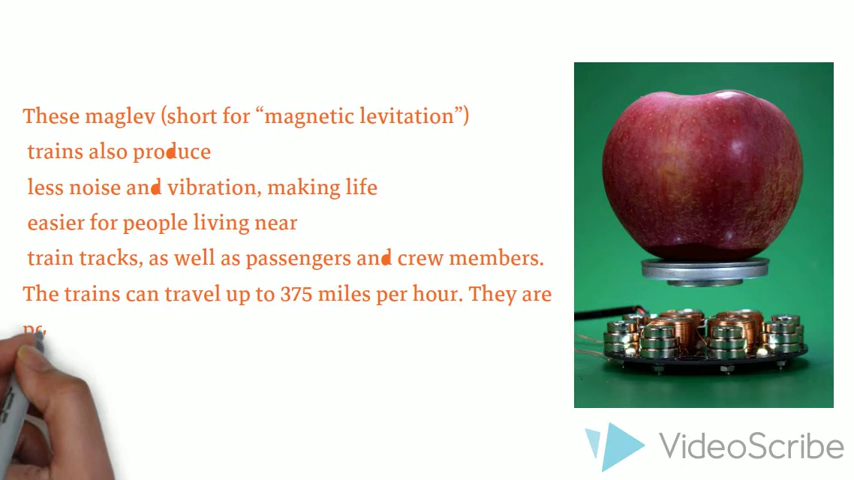 These maglev (short for “magnetic levitation”)
trains also produce
less noise and vibration, making life
easier for people living near
train tracks, as well as passengers and crew members.
The trains can travel up to 375 miles per hour. They are
VideoScribe